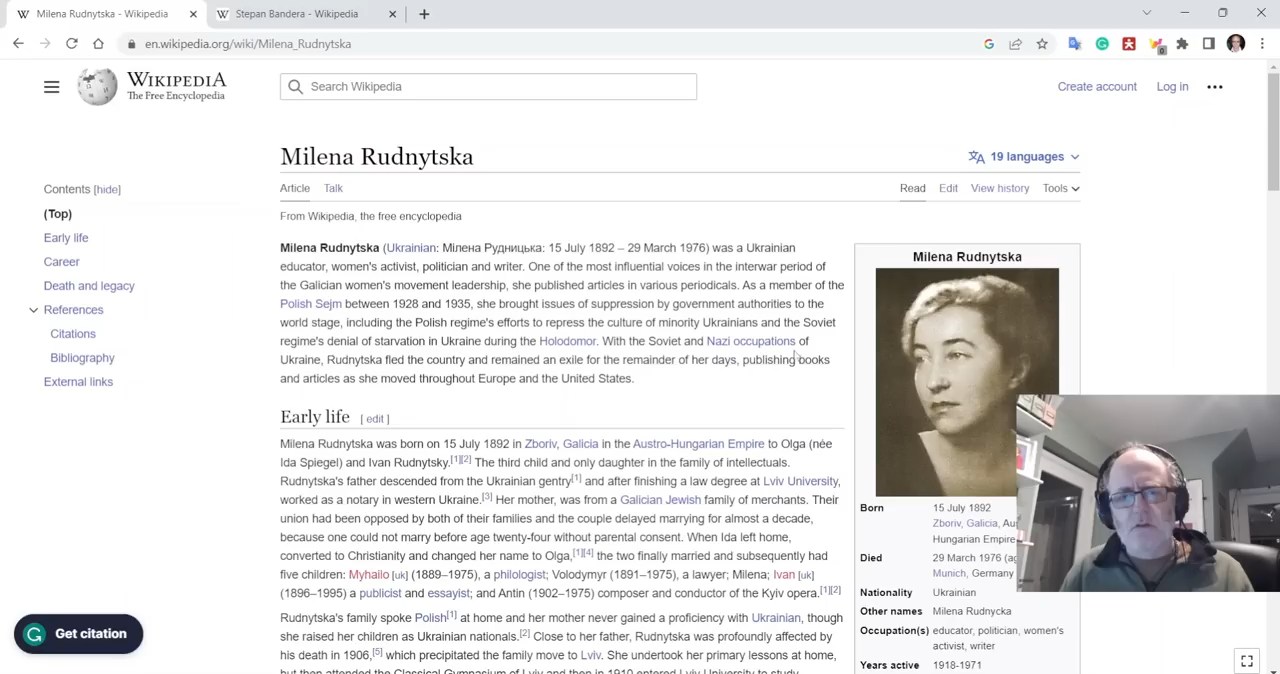 Milena Rudnytska - Wikipedia
Stepan Bandera - Wikipedia
en.wikipedia.org/wiki/Milena_Rudnytska
WIKIPEDIA
The Free Encyclopedia
Search Wikipedia
Create account
Log in
Milena Rudnytska
19 languages
Contents [hide]
(Top)
Early life
Career
Death and legacy
References
Citations
Bibliography
External links
Article
Talk
Read
Edit
View history
Tools
From Wikipedia, the free encyclopedia
Milena Rudnytska (Ukrainian: Мілена Рудницька: 15 July 1892 – 29 March 1976) was a Ukrainian
educator, women's activist, politician and writer. One of the most influential voices in the interwar period of
the Galician women's movement leadership, she published articles in various periodicals. As a member of the
Polish Sejm between 1928 and 1935, she brought issues of suppression by government authorities to the
world stage, including the Polish regime's efforts to repress the culture of minority Ukrainians and the Soviet
regime's denial of starvation in Ukraine during the Holodomor. With the Soviet and Nazi occupations of
Ukraine, Rudnytska fled the country and remained an exile for the remainder of her days, publishing books
and articles as she moved throughout Europe and the United States.
Early life [ edit ]
Milena Rudnytska was born on 15 July 1892 in Zboriv, Galicia in the Austro-Hungarian Empire to Olga (née
Ida Spiegel) and Ivan Rudnytsky.[1][2] The third child and only daughter in the family of intellectuals.
Rudnytska's father descended from the Ukrainian gentry[1] and after finishing a law degree at Lviv University,
worked as a notary in western Ukraine.[3] Her mother, was from a Galician Jewish family of merchants. Their
union had been opposed by both of their families and the couple delayed marrying for almost a decade,
because one could not marry before age twenty-four without parental consent. When Ida left home,
converted to Christianity and changed her name to Olga,[1][4] the two finally married and subsequently had
five children: Myhailo [uk] (1889–1975), a philologist; Volodymyr (1891–1975), a lawyer; Milena; Ivan [uk]
(1896–1995) a publicist and essayist; and Antin (1902–1975) composer and conductor of the Kyiv opera.[1][2]
Rudnytska's family spoke Polish[1] at home and her mother never gained a proficiency with Ukrainian, though
she raised her children as Ukrainian nationals.[2] Close to her father, Rudnytska was profoundly affected by
his death in 1906,[5] which precipitated the family move to Lviv. She undertook her primary lessons at home,
but then attended the Classical Gymnasium of Lviv and then in 1910 entered Lviv University to study
Milena Rudnytska
Born 15 July 1892
Zboriv, Galicia,
Hungarian Empire
Died 29 March 1976
Munich, Germany
Nationality Ukrainian
Other names Milena Rudnycka
Occupation(s) educator, politician, women's
activist, writer
Years active 1918-1971
Get citation
0